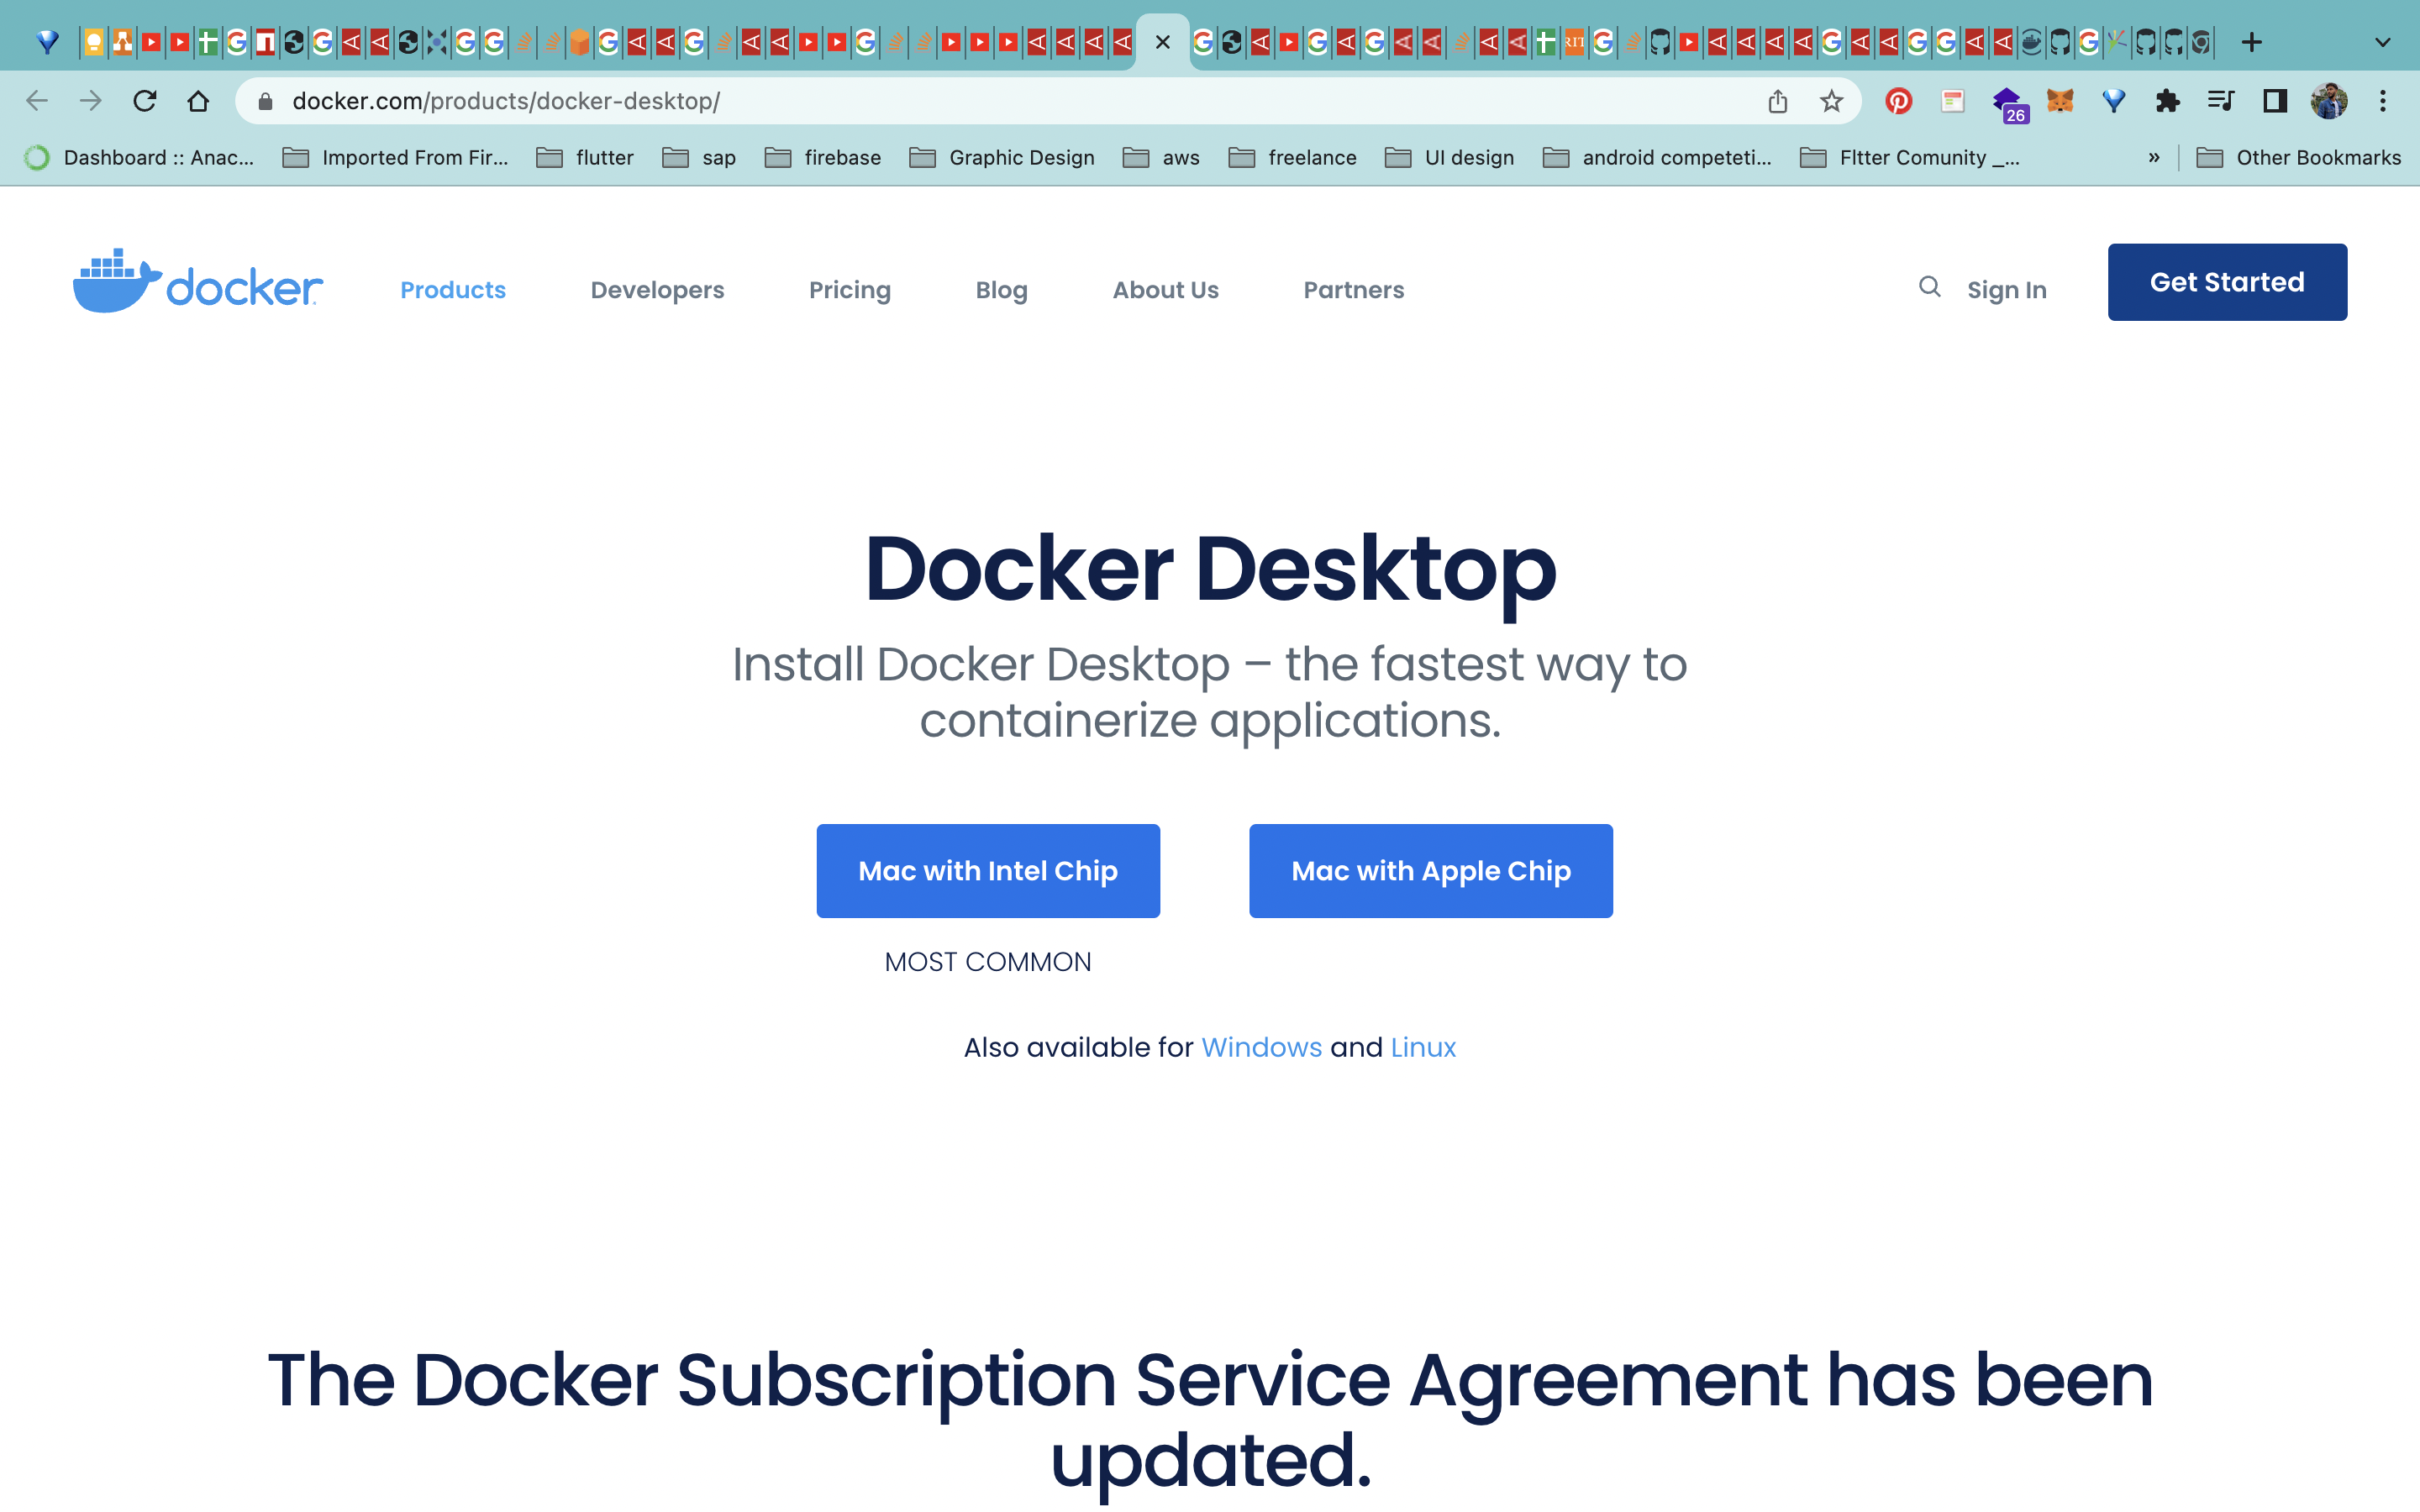 docker.com/products/docker-desktop/
26
Dashboard :: Anac...
Imported From Fir...
flutter
sap
firebase
Graphic Design
aws
freelance
UI design
android competeti...
Fltter Comunity _...
»
Other Bookmarks
docker
Products
Developers
Pricing
Blog
About Us
Partners
Sign In
Get Started
Docker Desktop
Install Docker Desktop – the fastest way to
containerize applications.
Mac with Intel Chip
Mac with Apple Chip
MOST COMMON
Also available for Windows and Linux
The Docker Subscription Service Agreement has been
updated.